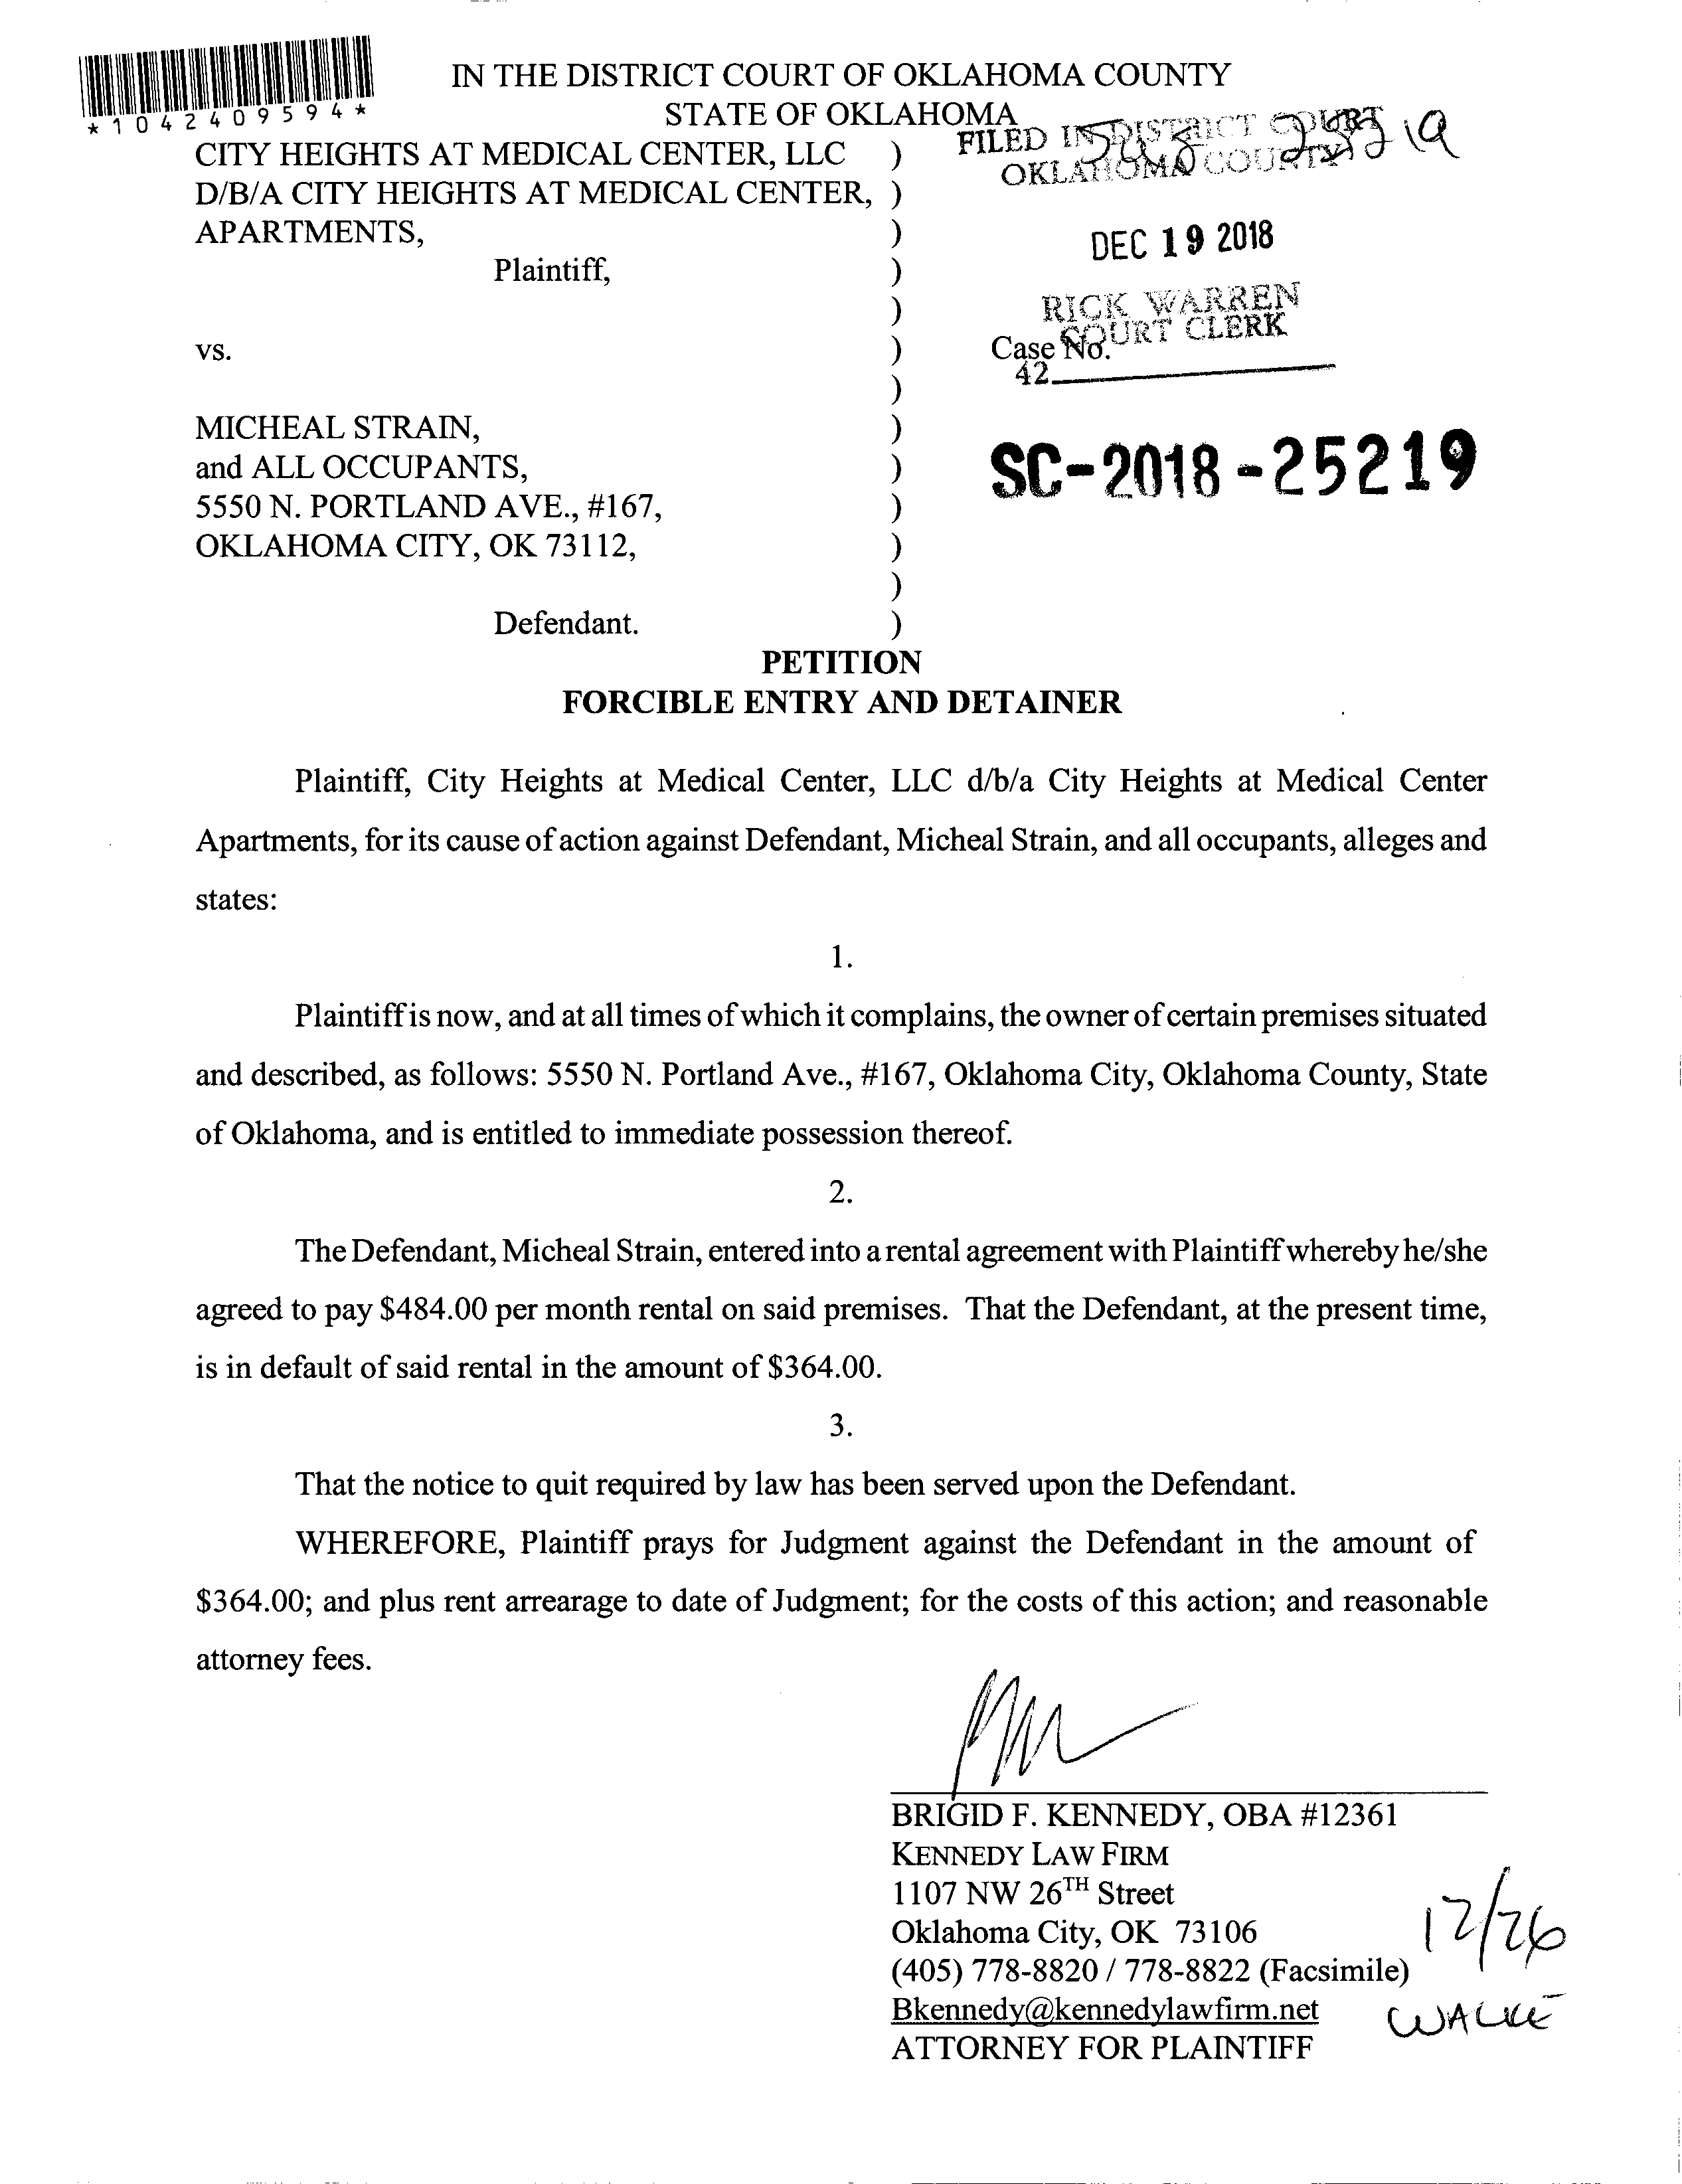 IN THE DISTRICT COURT OF OKLAHOMA COUNTY
STATE OF OKLAHOMA
*1042409594*
FILED IN DISTRICT COURT
OKLAHOMA COUNTY
CITY HEIGHTS AT MEDICAL CENTER, LLC )
D/B/A CITY HEIGHTS AT MEDICAL CENTER, )
APARTMENTS, )
DEC 19 2018
Plaintiff, )
)
RICK WARREN
COURT CLERK
vs. ) Case No.
42
)
MICHEAL STRAIN, )
and ALL OCCUPANTS, ) SC-2018-25219
5550 N. PORTLAND AVE., #167, )
OKLAHOMA CITY, OK 73112, )
)
Defendant. )
PETITION
FORCIBLE ENTRY AND DETAINER
Plaintiff, City Heights at Medical Center, LLC d/b/a City Heights at Medical Center
Apartments, for its cause of action against Defendant, Micheal Strain, and all occupants, alleges and
states:
1.
Plaintiff is now, and at all times of which it complains, the owner of certain premises situated
and described, as follows: 5550 N. Portland Ave., #167, Oklahoma City, Oklahoma County, State
of Oklahoma, and is entitled to immediate possession thereof.
2.
The Defendant, Micheal Strain, entered into a rental agreement with Plaintiff whereby he/she
agreed to pay $484.00 per month rental on said premises. That the Defendant, at the present time,
is in default of said rental in the amount of $364.00.
3.
That the notice to quit required by law has been served upon the Defendant.
WHEREFORE, Plaintiff prays for Judgment against the Defendant in the amount of
$364.00; and plus rent arrearage to date of Judgment; for the costs of this action; and reasonable
attorney fees.
BRIGID F. KENNEDY, OBA #12361
KENNEDY LAW FIRM
1107 NW 26TH Street
Oklahoma City, OK 73106
(405) 778-8820 / 778-8822 (Facsimile)
Bkennedy@kennedylawfirm.net
ATTORNEY FOR PLAINTIFF
12/26